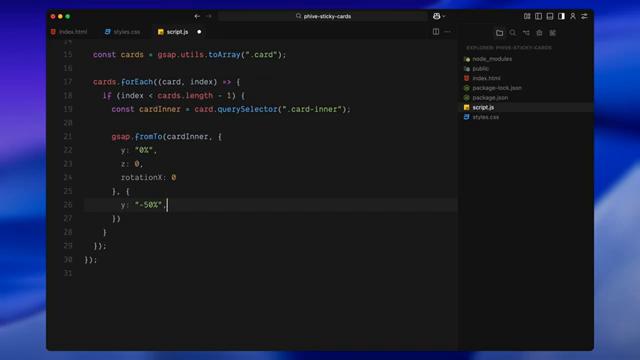 phive-sticky-cards
index.html
styles.css
script.js
EXPLORER: PHIVE-STICKY-CARDS
node_modules
public
index.html
package-lock.json
package.json
script.js
styles.css
15 const cards = gsap.utils.toArray(".card");
16
17 cards.forEach((card, index) => {
18 if (index < cards.length - 1) {
19 const cardInner = card.querySelector(".card-inner");
20
21 gsap.fromTo(cardInner, {
22 y: "0%",
23 z: 0,
24 rotationX: 0
25 }, {
26 y: "-50%",
27 })
28 }
29 });
30 });
31